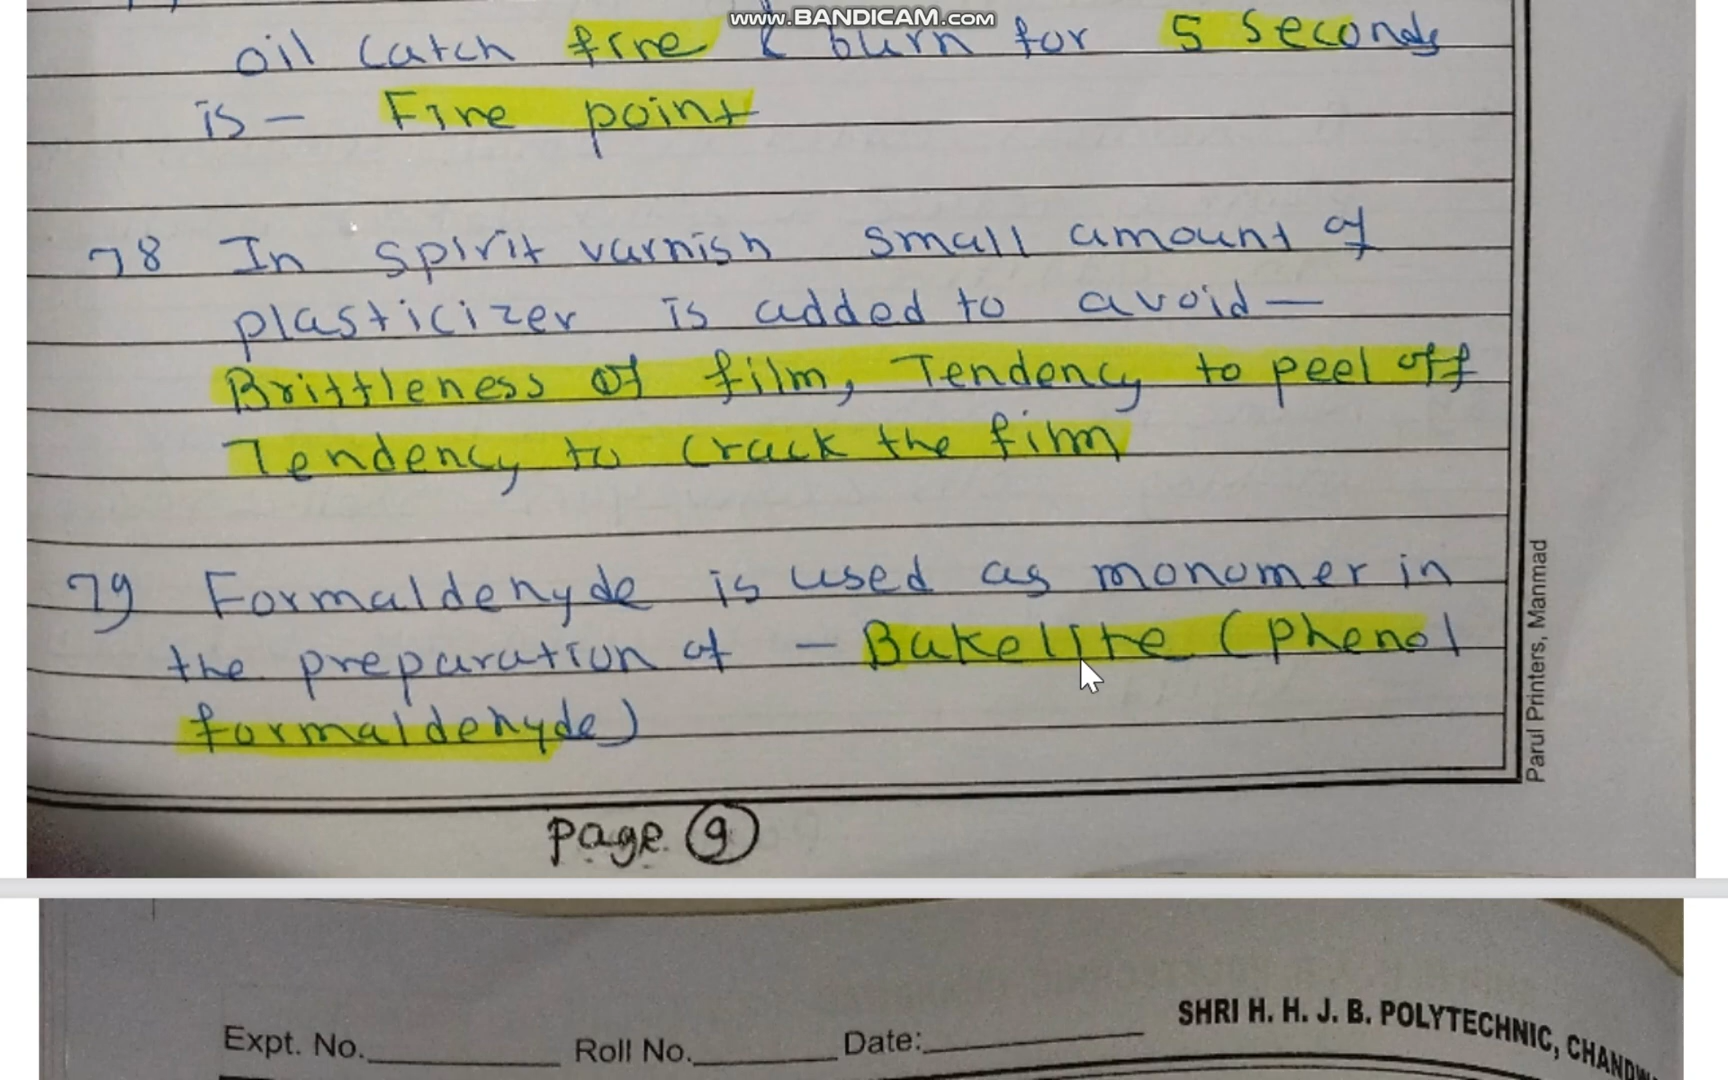 www.BANDICAM.com
oil catch fire & burn for 5 seconds
is - Fire point
78 In spirit varnish small amount of
plasticizer is added to avoid -
Brittleness of film, Tendency to peel off
Tendency to crack the film
79 Formaldehyde is used as monomer in
the preparation of - Bakelite (phenol
formaldehyde)
Parul Printers, Manmad
page 9
SHRI H. H. J. B. POLYTECHNIC,
Expt. No. Roll No. Date: